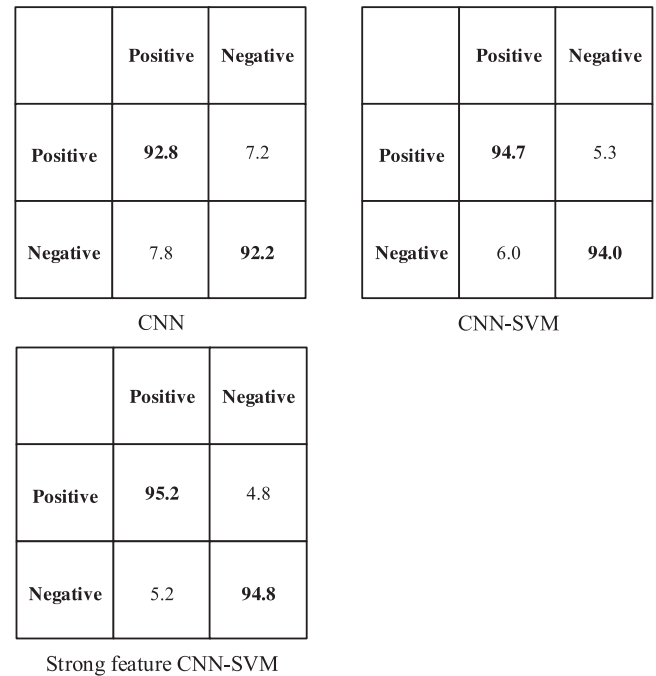 Positive Negative
Positive 92.8 7.2
Negative 7.8 92.2
CNN
Positive Negative
Positive 94.7 5.3
Negative 6.0 94.0
CNN-SVM
Positive Negative
Positive 95.2 4.8
Negative 5.2 94.8
Strong feature CNN-SVM